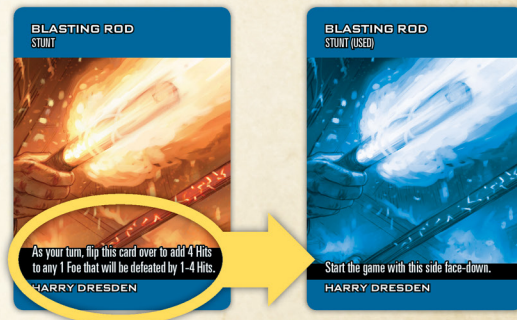 BLASTING ROD
STUNT
As your turn, flip this card over to add 4 Hits
to any 1 Foe that will be defeated by 1-4 Hits.
HARRY DRESDEN
BLASTING ROD
STUNT (USED)
Start the game with this side face-down.
HARRY DRESDEN